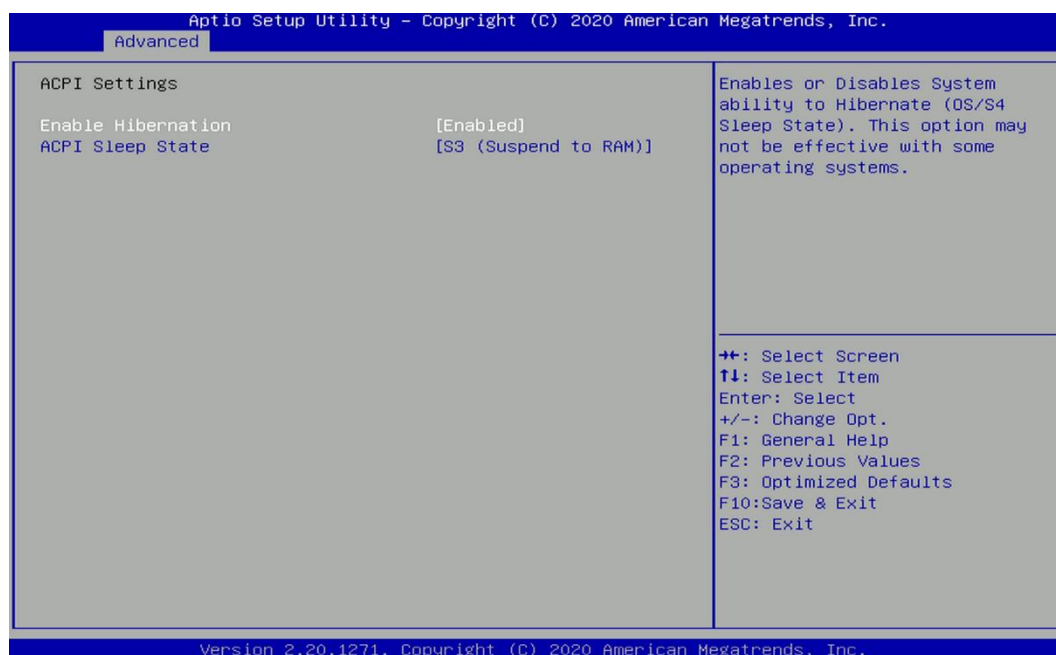 Aptio Setup Utility – Copyright (C) 2020 American Megatrends, Inc.
Advanced
ACPI Settings
Enable Hibernation [Enabled]
ACPI Sleep State [S3 (Suspend to RAM)]
Enables or Disables System
ability to Hibernate (OS/S4
Sleep State). This option may
not be effective with some
operating systems.
→←: Select Screen
↑↓: Select Item
Enter: Select
+/-: Change Opt.
F1: General Help
F2: Previous Values
F3: Optimized Defaults
F10:Save & Exit
ESC: Exit
Version 2.20.1271. Copyright (C) 2020 American Megatrends, Inc.